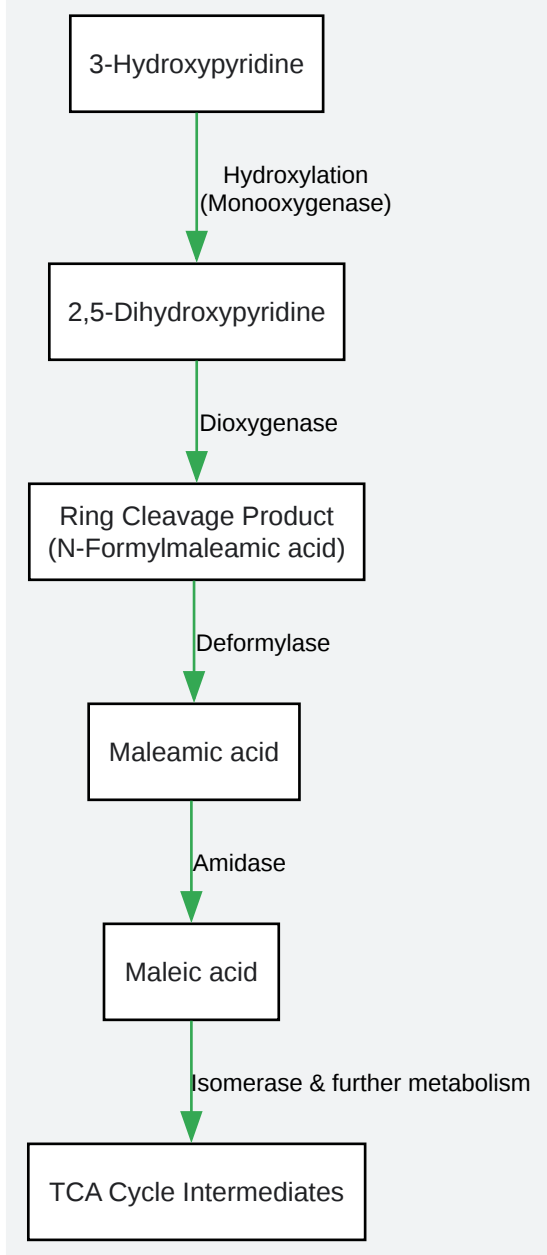 3-Hydroxypyridine
Hydroxylation
(Monooxygenase)
2,5-Dihydroxypyridine
Dioxygenase
Ring Cleavage Product
(N-Formylmaleamic acid)
Deformylase
Maleamic acid
Amidase
Maleic acid
Isomerase & further metabolism
TCA Cycle Intermediates